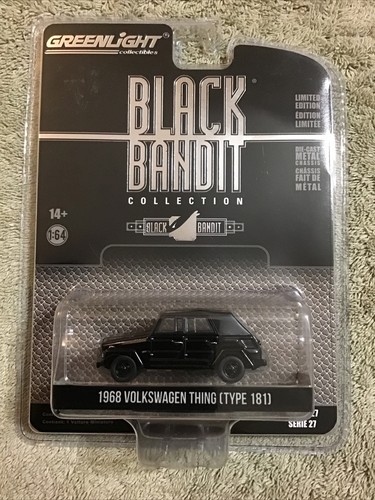 GREENLIGHT®
collectibles
BLACK
BANDIT®
COLLECTION
LIMITED
EDITION
ÉDITION
LIMITÉE
DIE-CAST
METAL
CHASSIS
CHÂSSIS
FAIT DE
MÉTAL
14+
1:64
BLACK BANDIT
1968 VOLKSWAGEN THING (TYPE 181)
27
SERIE 27